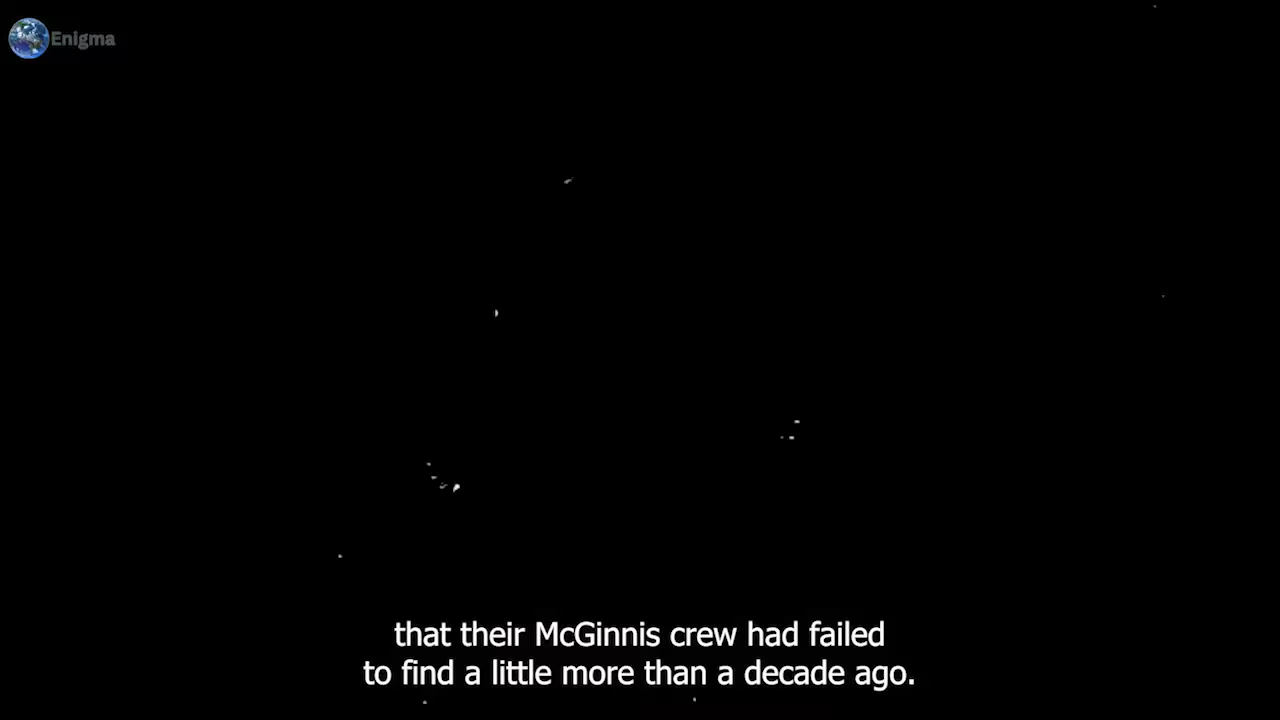 Enigma
that their McGinnis crew had failed
to find a little more than a decade ago.